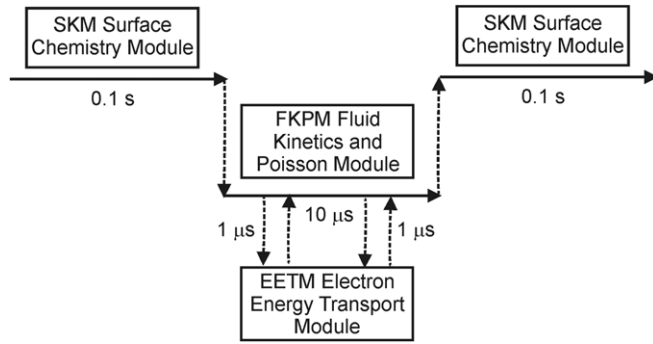 SKM Surface
Chemistry Module
SKM Surface
Chemistry Module
0.1 s
0.1 s
FKPM Fluid
Kinetics and
Poisson Module
1 μs
10 μs
1 μs
EETM Electron
Energy Transport
Module